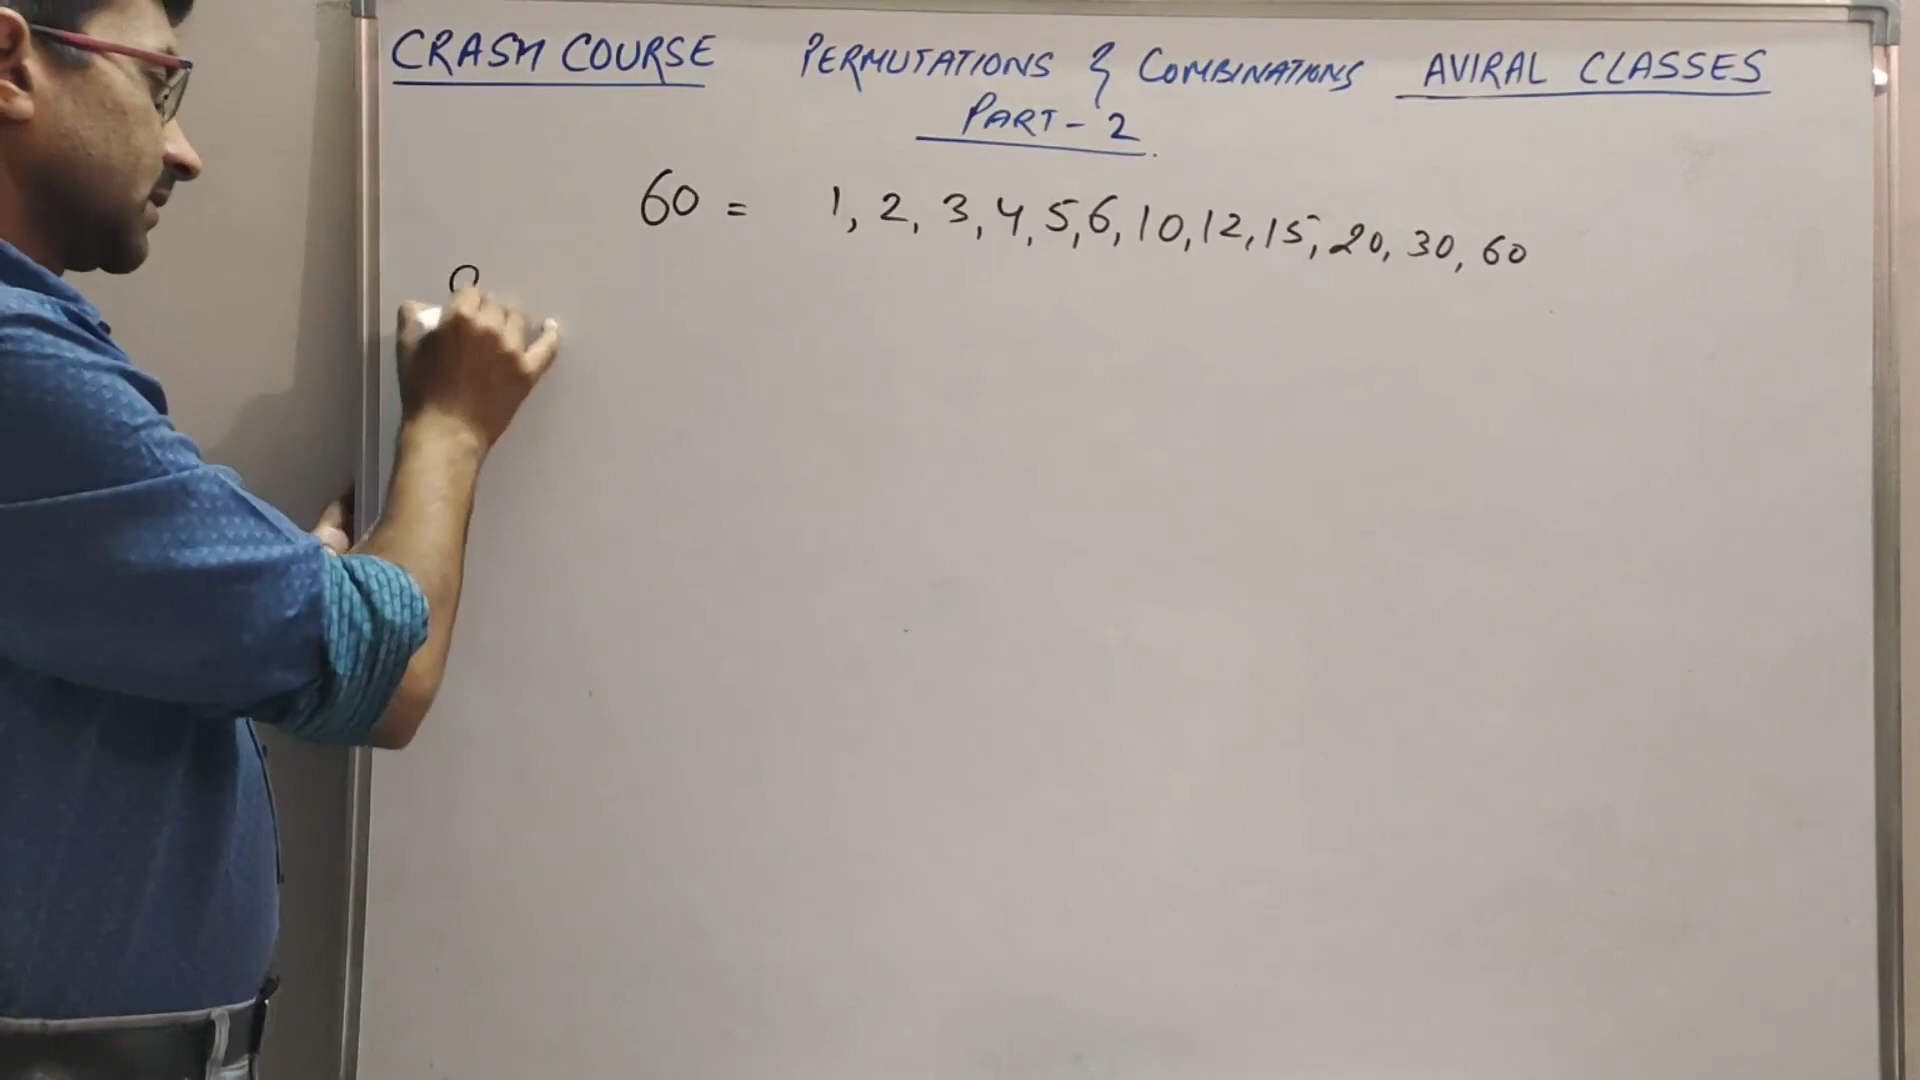 CRASH COURSE PERMUTATIONS & COMBINATIONS AVIRAL CLASSES
PART-2
60 = 1, 2, 3, 4, 5, 6, 10, 12, 15, 20, 30, 60